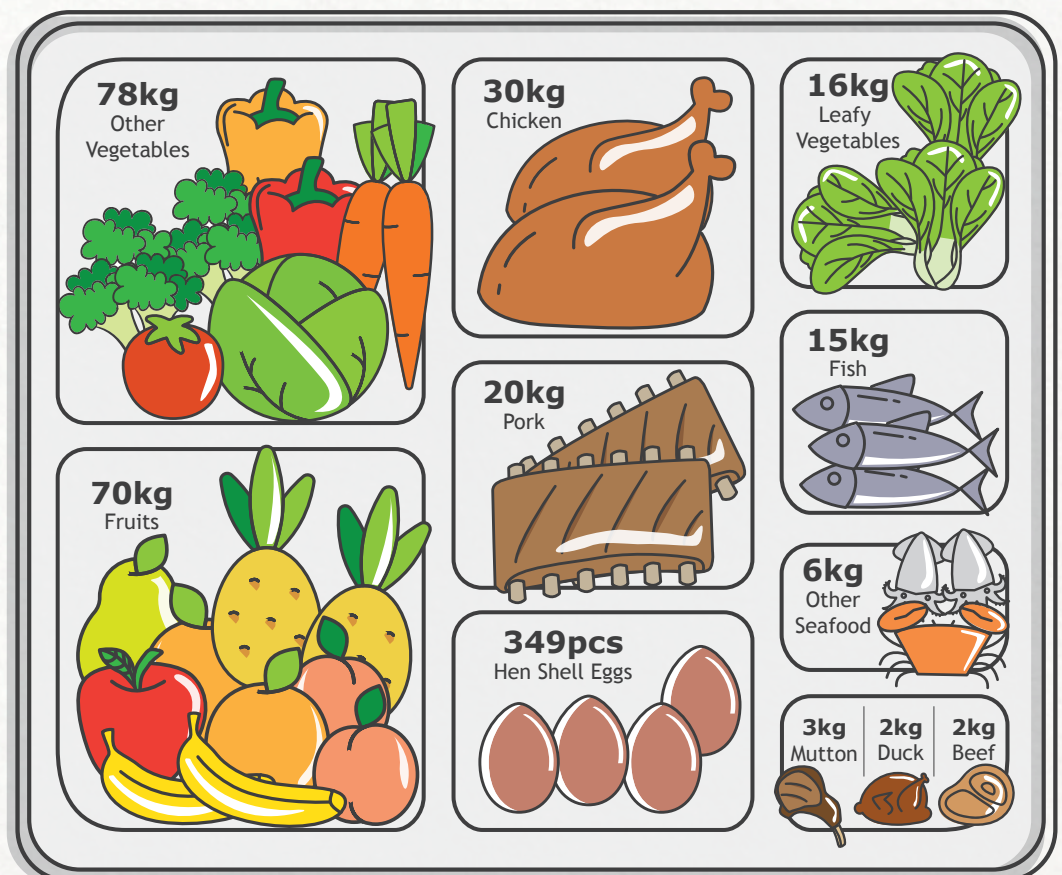 78kg
Other
Vegetables
30kg
Chicken
16kg
Leafy
Vegetables
15kg
Fish
20kg
Pork
70kg
Fruits
6kg
Other
Seafood
349pcs
Hen Shell Eggs
3kg
Mutton
2kg
Duck
2kg
Beef